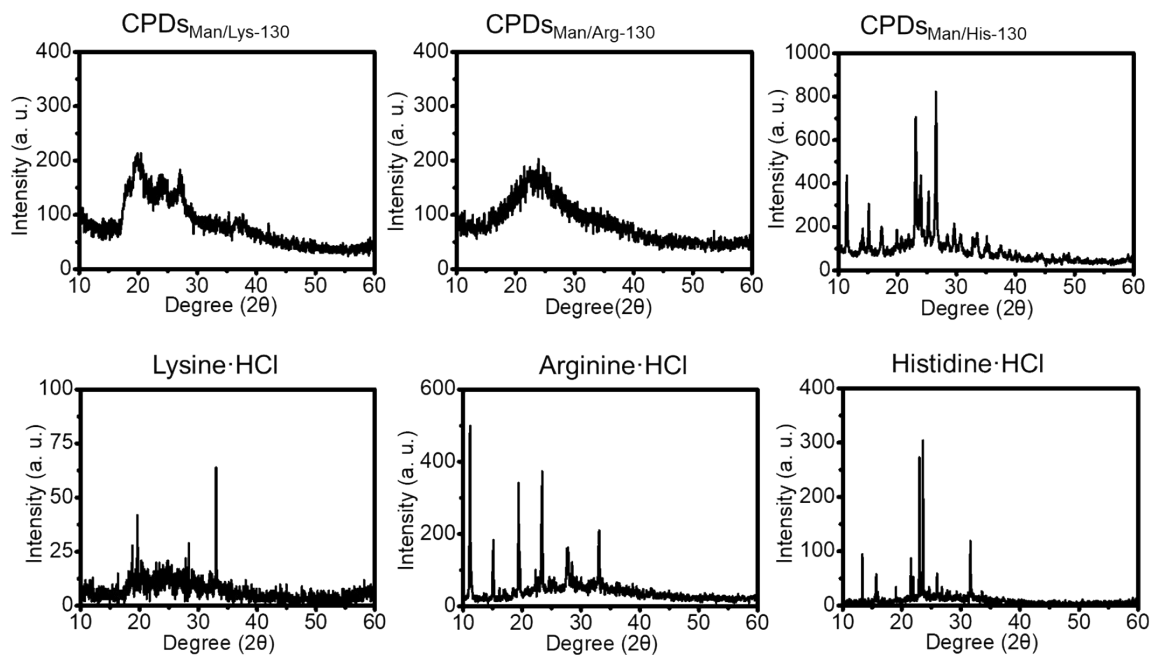 CPDsMan/Lys-130
400
300
200
100
0
Intensity (a. u.)
10 20 30 40 50 60
Degree (2θ)
CPDsMan/Arg-130
400
300
200
100
0
Intensity (a. u.)
10 20 30 40 50 60
Degree(2θ)
CPDsMan/His-130
1000
800
600
400
200
0
Intensity (a. u.)
10 20 30 40 50 60
Degree (2θ)
Lysine·HCl
100
75
50
25
0
Intensity (a. u.)
10 20 30 40 50 60
Degree (2θ)
Arginine·HCl
600
400
200
0
Intensity (a. u.)
10 20 30 40 50 60
Degree (2θ)
Histidine·HCl
400
300
200
100
0
Intensity (a. u.)
10 20 30 40 50 60
Degree (2θ)